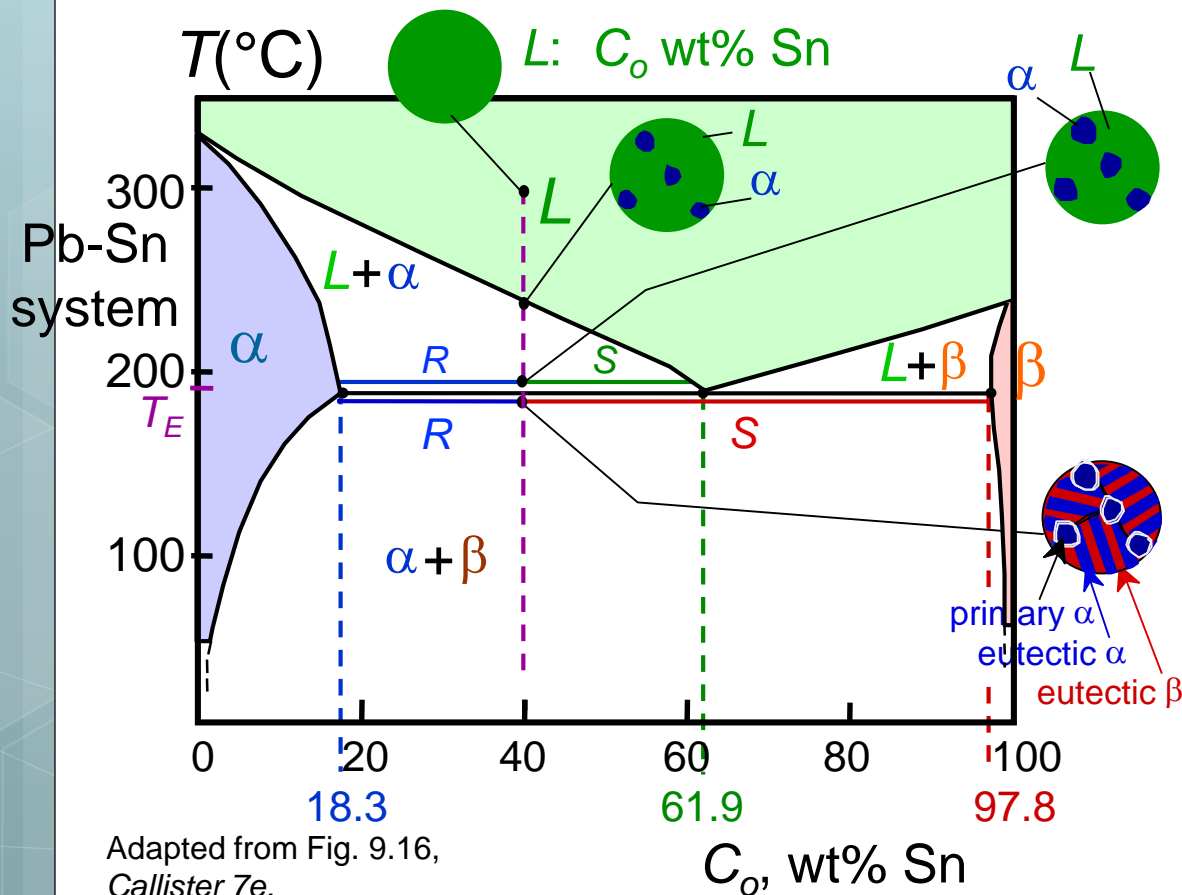 T(°C)
L: Co wt% Sn
α
L
L
α
300
L
Pb-Sn
L+α
system
α
200
R
S
L+β
β
TE
R
S
100
α+β
primary α
eutectic α
eutectic β
0
20
40
60
80
100
18.3
61.9
97.8
Adapted from Fig. 9.16,
Callister 7e.
Co, wt% Sn